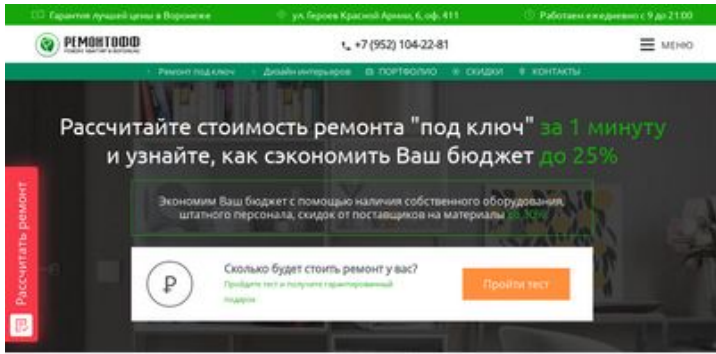 Гарантия лучшей цены в Воронеже
ул. Героев Красной Армии, 6, оф. 411
Работаем ежедневно с 9 до 21:00
РЕМОНТОФФ
+7 (952) 104-22-81
МЕНЮ
Ремонт под ключ
Дизайн интерьеров
ПОРТФОЛИО
СКИДКИ
КОНТАКТЫ
Рассчитайте стоимость ремонта "под ключ" за 1 минуту
и узнайте, как сэкономить Ваш бюджет до 25%
Экономим Ваш бюджет с помощью наличия собственного оборудования,
штатного персонала, скидок от поставщиков на материалы
Рассчитать ремонт
₽
Сколько будет стоить ремонт у вас?
Пройдите тест и получите гарантированный
подарок
Пройти тест